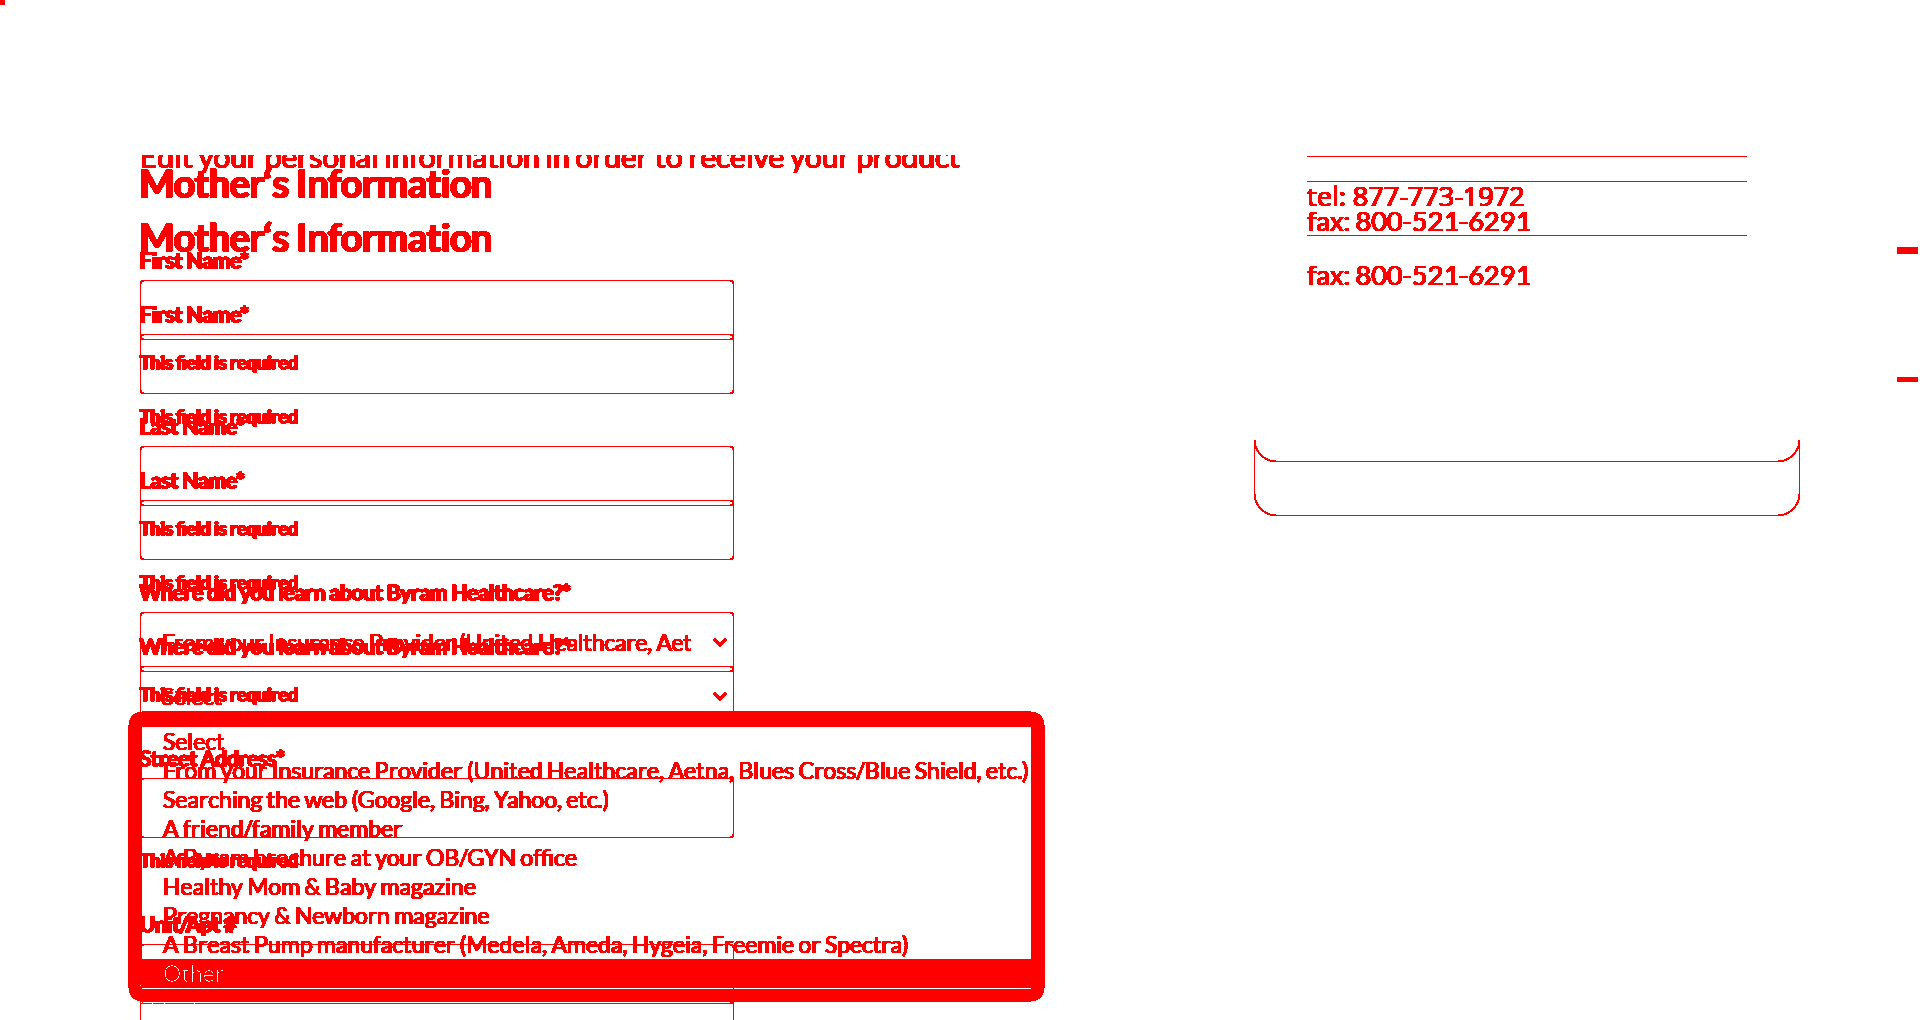 Edit your personal information in order to receive your product
Mother's Information
Mother's Information
First Name*
First Name*
This field is required
This field is required
Last Name*
Last Name*
This field is required
This field is required
Where did you learn about Byram Healthcare?*
From your Insurance Provider (United Healthcare, Aet
Where did you learn about Byram Healthcare?*
This field is required
Select
Select
Street Address*
From your Insurance Provider (United Healthcare, Aetna, Blues Cross/Blue Shield, etc.)
Searching the web (Google, Bing, Yahoo, etc.)
A friend/family member
A Byram brochure at your OB/GYN office
This field is required
Healthy Mom & Baby magazine
Pregnancy & Newborn magazine
Unit/Apt #
A Breast Pump manufacturer (Medela, Ameda, Hygeia, Freemie or Spectra)
Other
tel: 877-773-1972
fax: 800-521-6291
fax: 800-521-6291